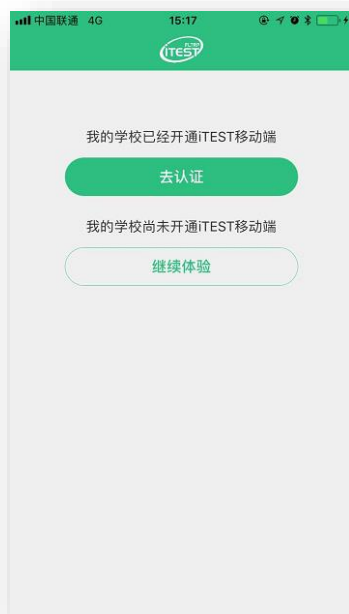 中国联通 4G 15:17
FLTRP
iTEST
我的学校已经开通iTEST移动端
去认证
我的学校尚未开通iTEST移动端
继续体验